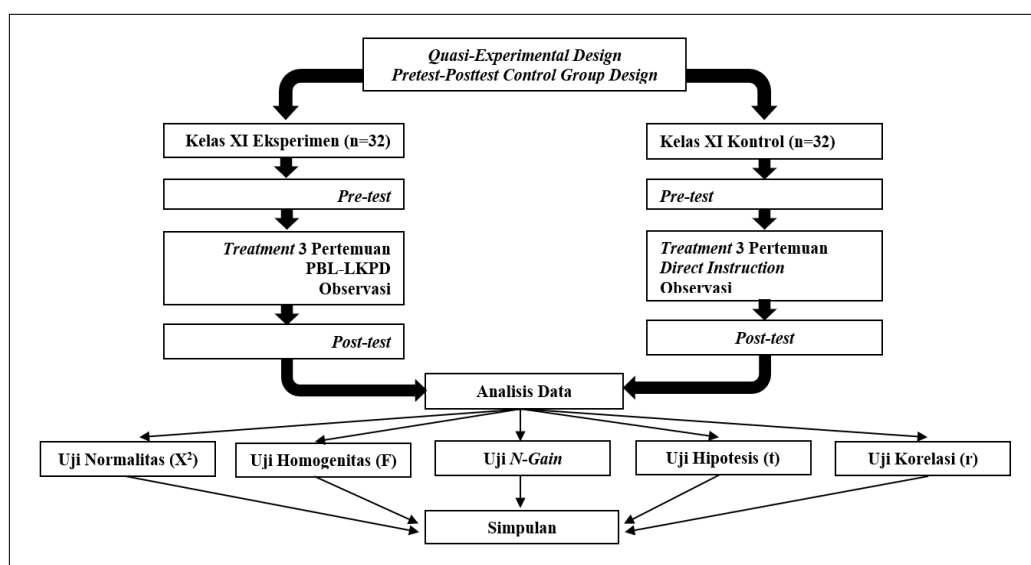 Quasi-Experimental Design
Pretest-Posttest Control Group Design
Kelas XI Eksperimen (n=32)
Pre-test
Treatment 3 Pertemuan
PBL-LKPD
Observasi
Post-test
Kelas XI Kontrol (n=32)
Pre-test
Treatment 3 Pertemuan
Direct Instruction
Observasi
Post-test
Analisis Data
Uji Normalitas (X²)
Uji Homogenitas (F)
Uji N-Gain
Uji Hipotesis (t)
Uji Korelasi (r)
Simpulan